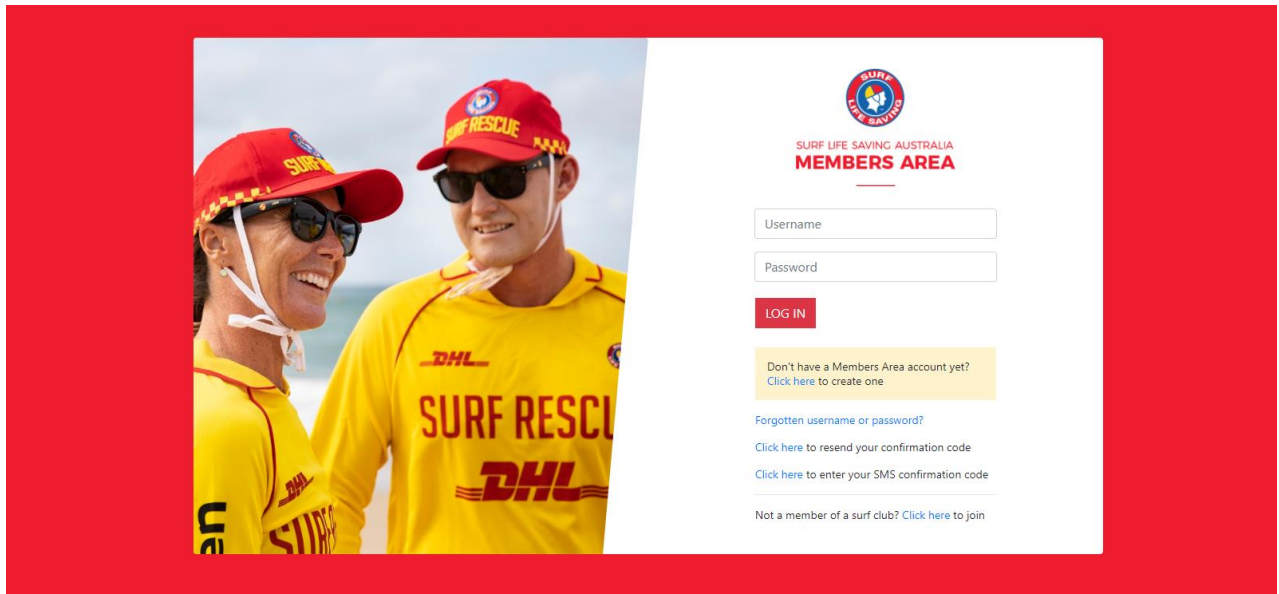 SURF
SURF RESCUE
DHL
SURF RESCU
DHL
DHL
SURF
en
SURF
LIFE SAVING
SURF LIFE SAVING AUSTRALIA
MEMBERS AREA
Username
Password
LOG IN
Don't have a Members Area account yet?
Click here to create one
Forgotten username or password?
Click here to resend your confirmation code
Click here to enter your SMS confirmation code
Not a member of a surf club? Click here to join